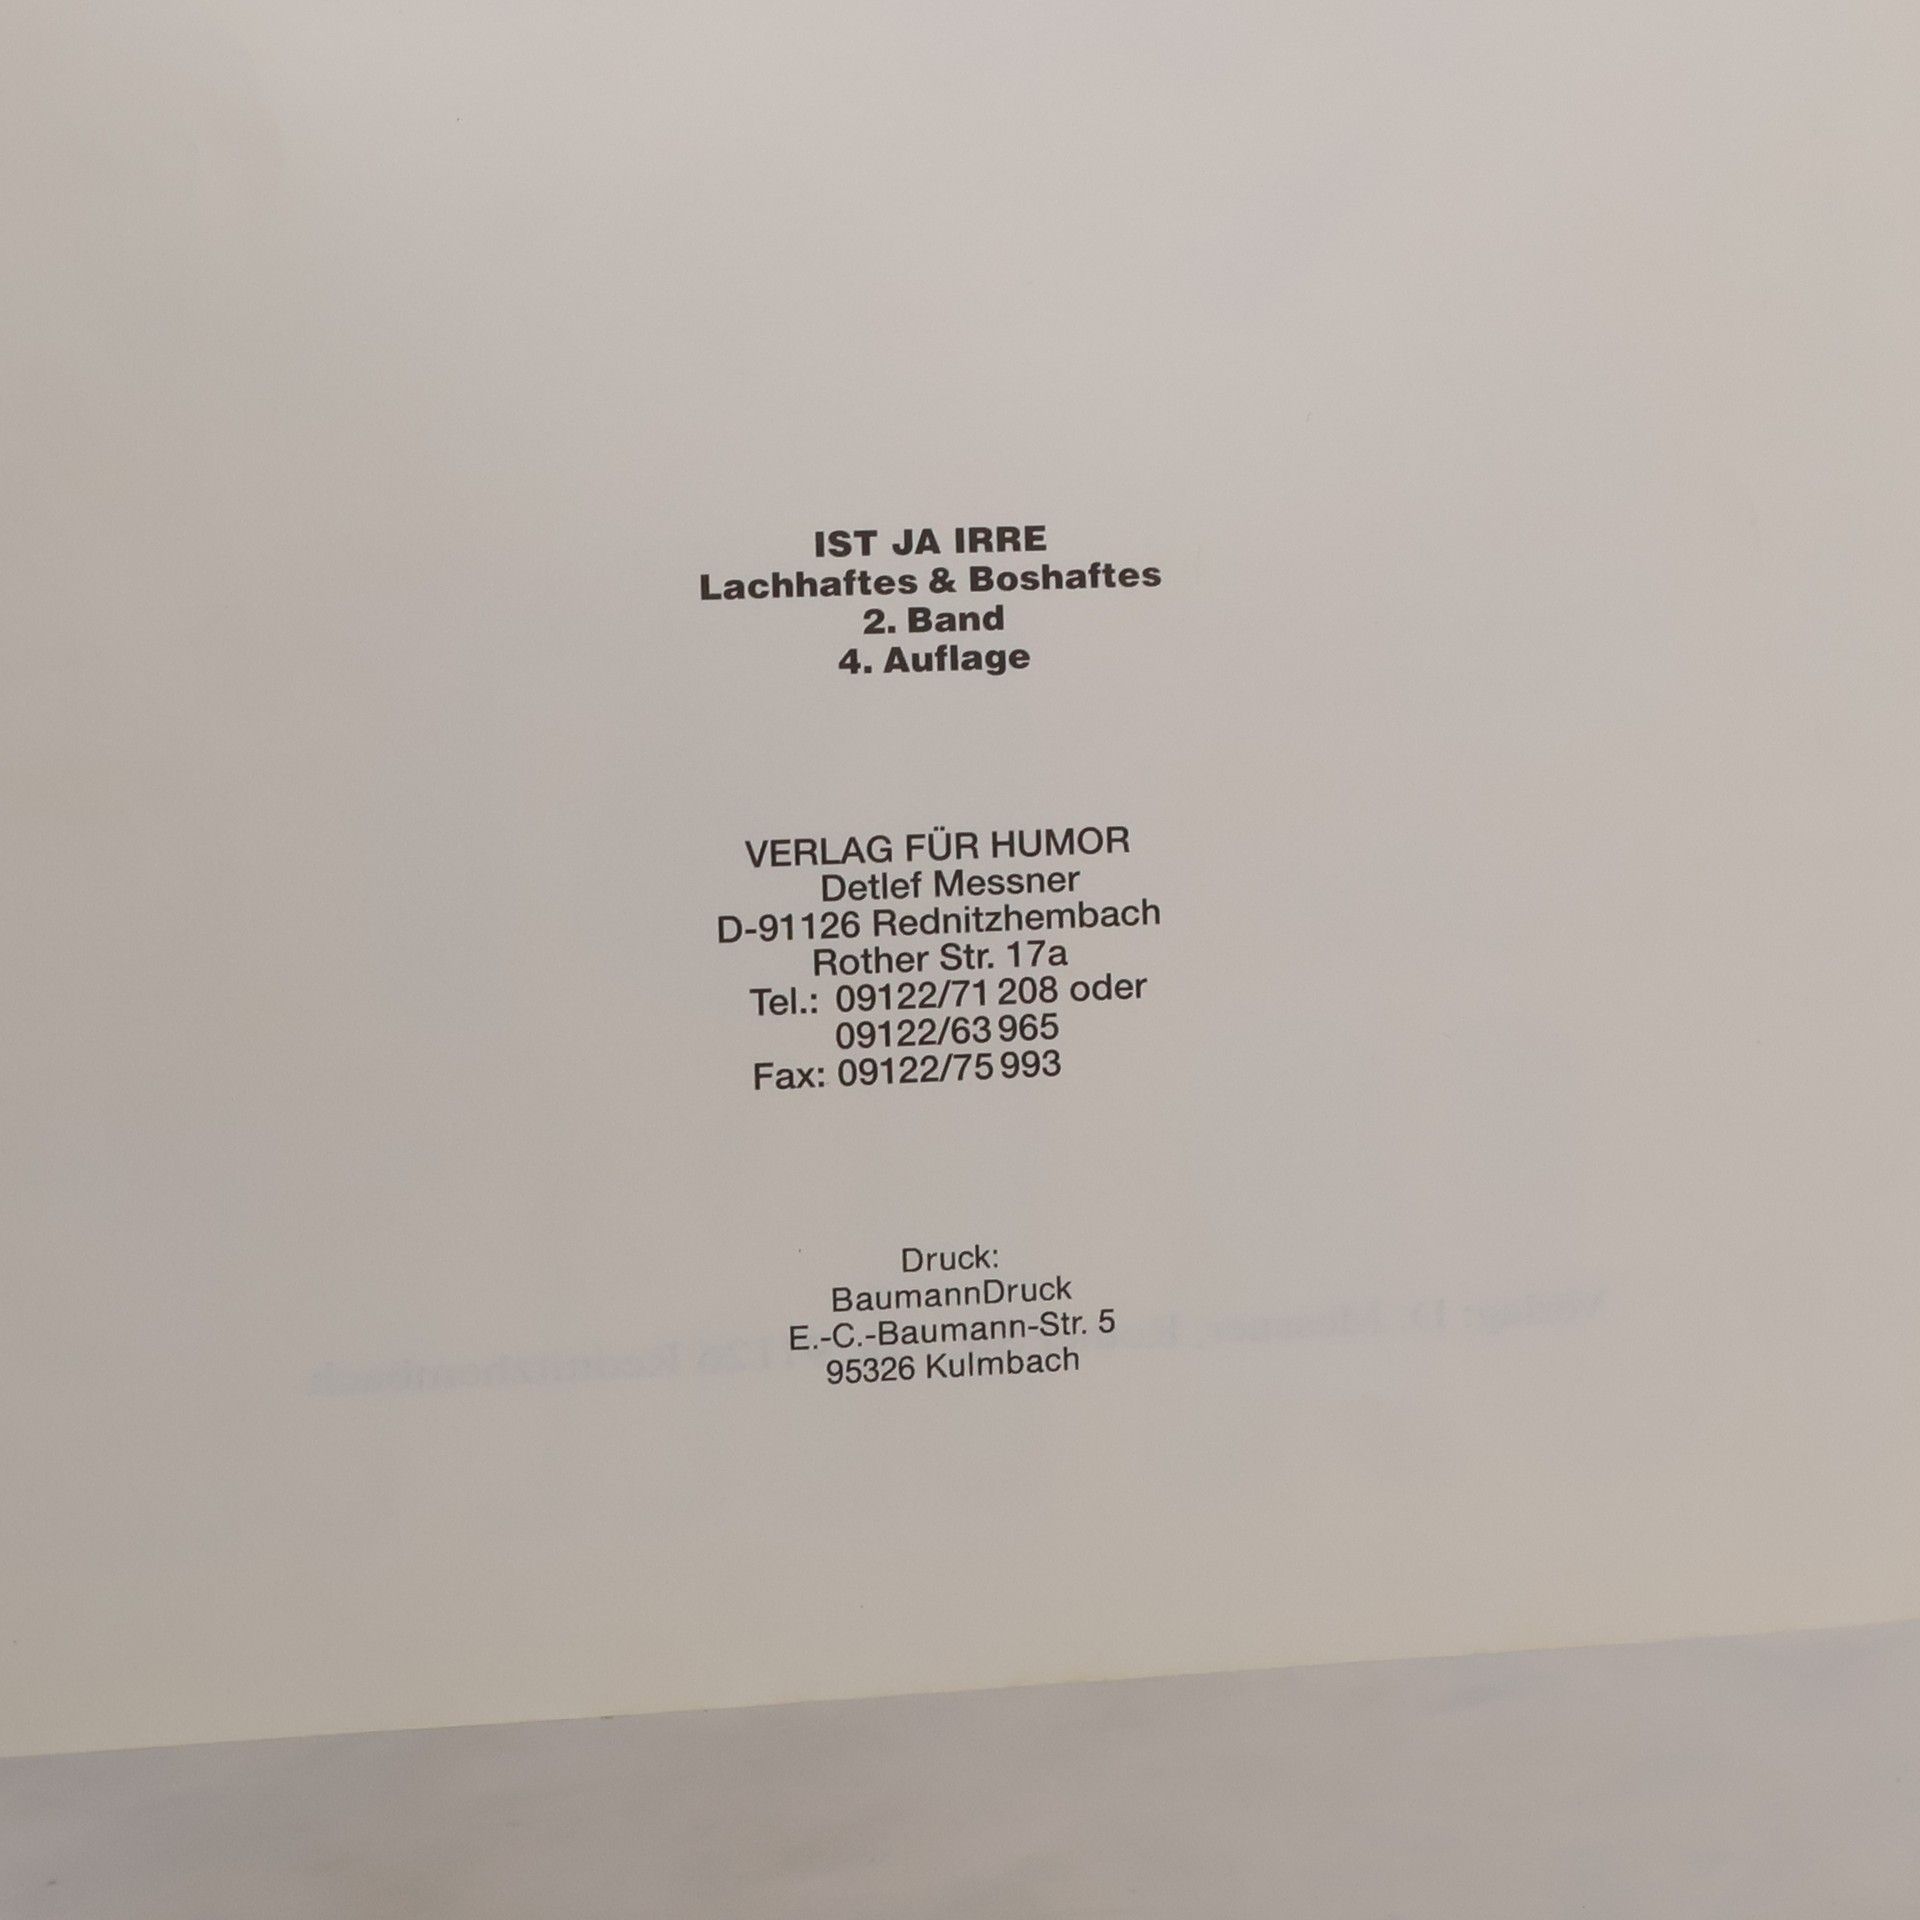 IST JA IRRE
Lachhaftes & Boshaftes
2. Band
4. Auflage
VERLAG FÜR HUMOR
Detlef Messner
D-91126 Rednitzhembach
Rother Str. 17a
Tel.: 09122/71 208 oder
09122/63 965
Fax: 09122/75 993
Druck:
BaumannDruck
E.-C.-Baumann-Str. 5
95326 Kulmbach